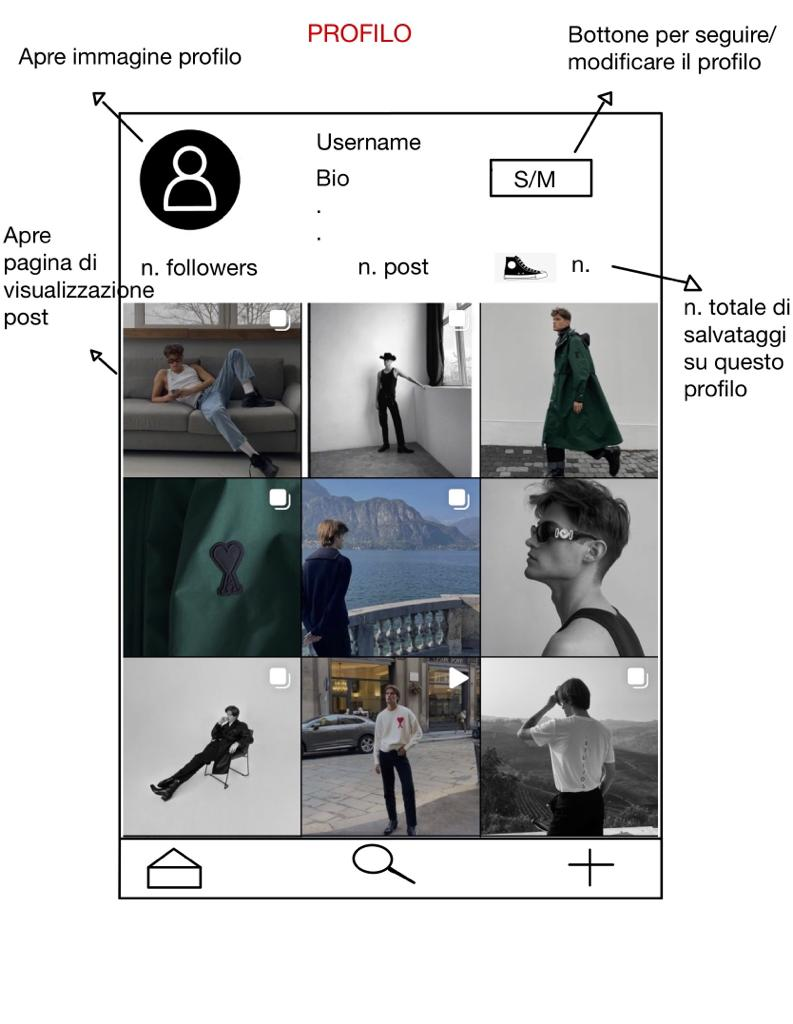 PROFILO
Apre immagine profilo
Bottone per seguire/
modificare il profilo
Username
Bio
.
.
S/M
Apre
pagina di
visualizzazione
post
n. followers
n. post
n.
n. totale di
salvataggi
su questo
profilo